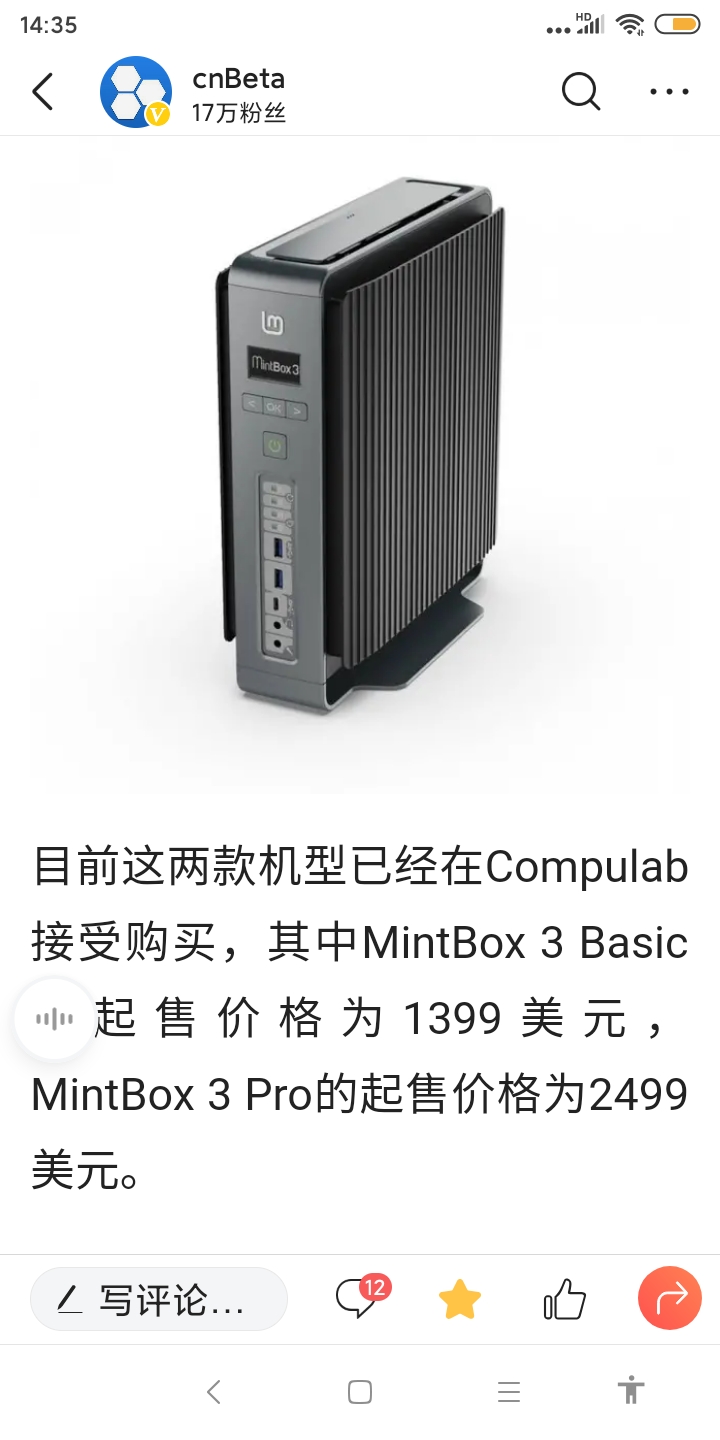 14:35
HD
cnBeta
V
17万粉丝
MintBox3
< OK >
目前这两款机型已经在Compulab
接受购买，其中MintBox 3 Basic
起售价格为1399美元，
MintBox 3 Pro的起售价格为2499
美元。
写评论...
12